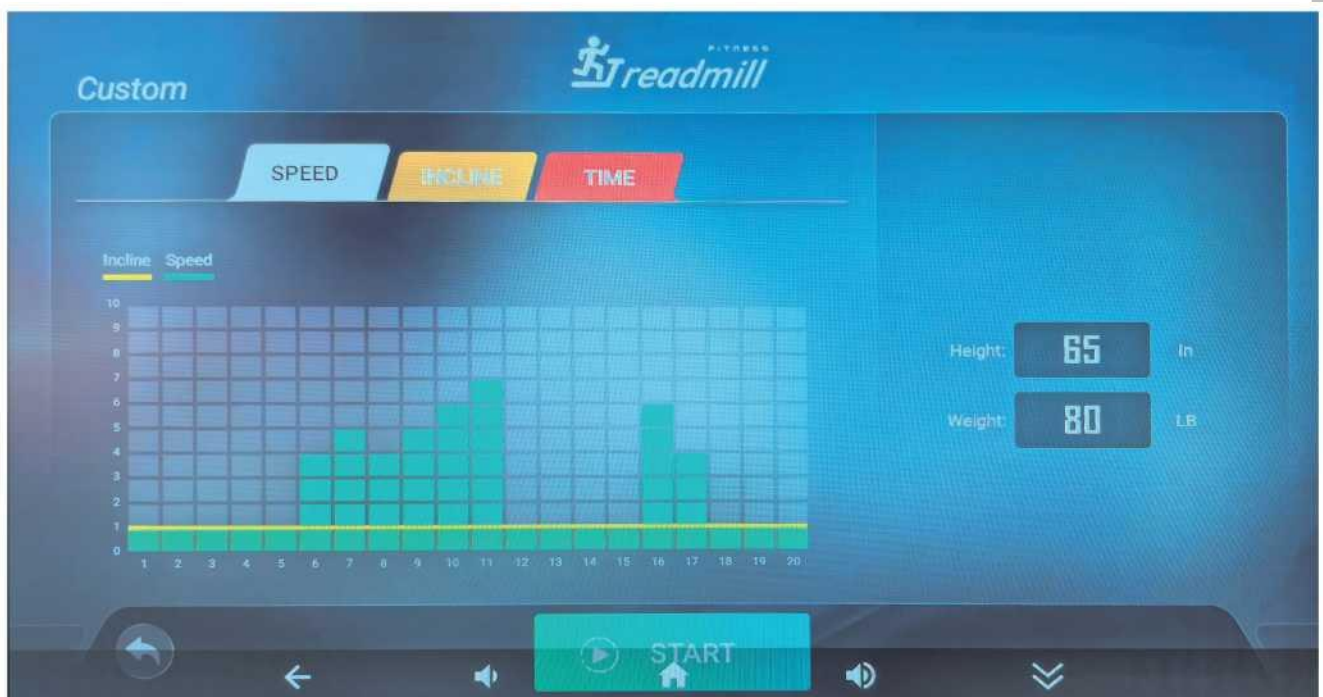 FITNESS
Treadmill
Custom
SPEED INCLINE TIME
Incline Speed
10
9
8
7
6
5
4
3
2
1
0
1 2 3 4 5 6 7 8 9 10 11 12 13 14 15 16 17 18 19 20
Height: 65 In
Weight: 80 LB
START